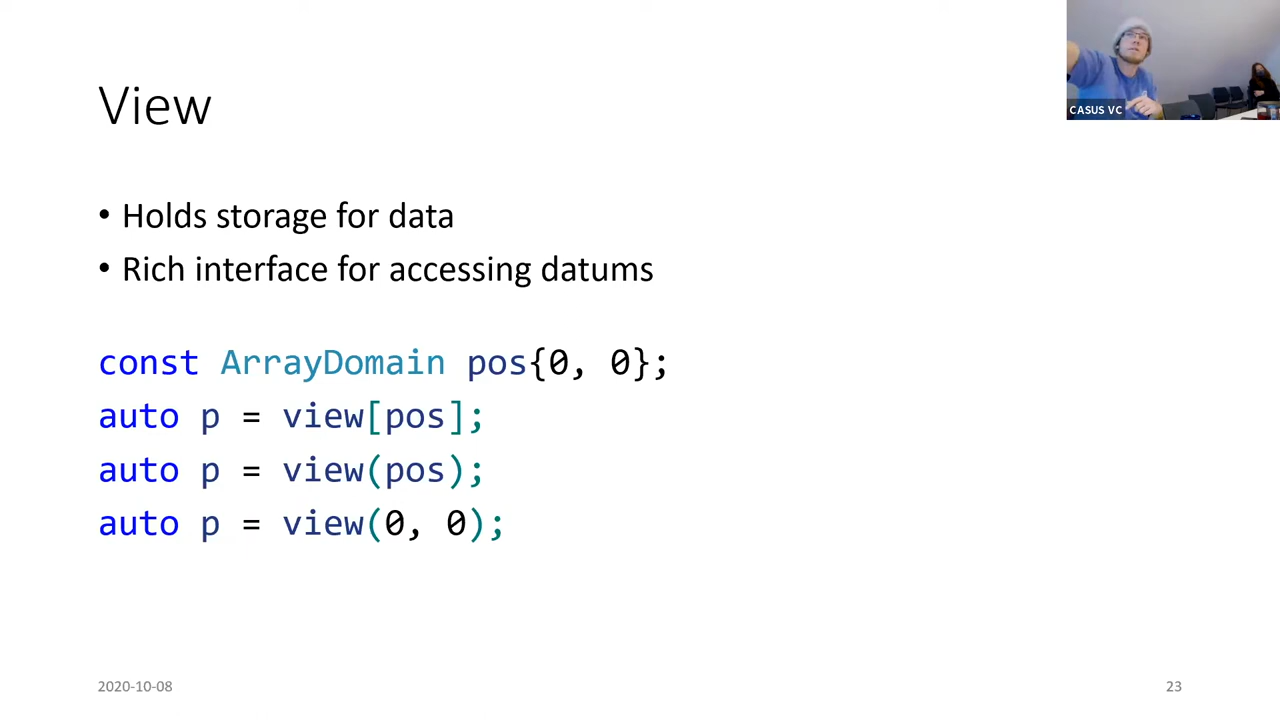 CASUS VC
View
• Holds storage for data
• Rich interface for accessing datums
const ArrayDomain pos{0, 0};
auto p = view[pos];
auto p = view(pos);
auto p = view(0, 0);
2020-10-08
23